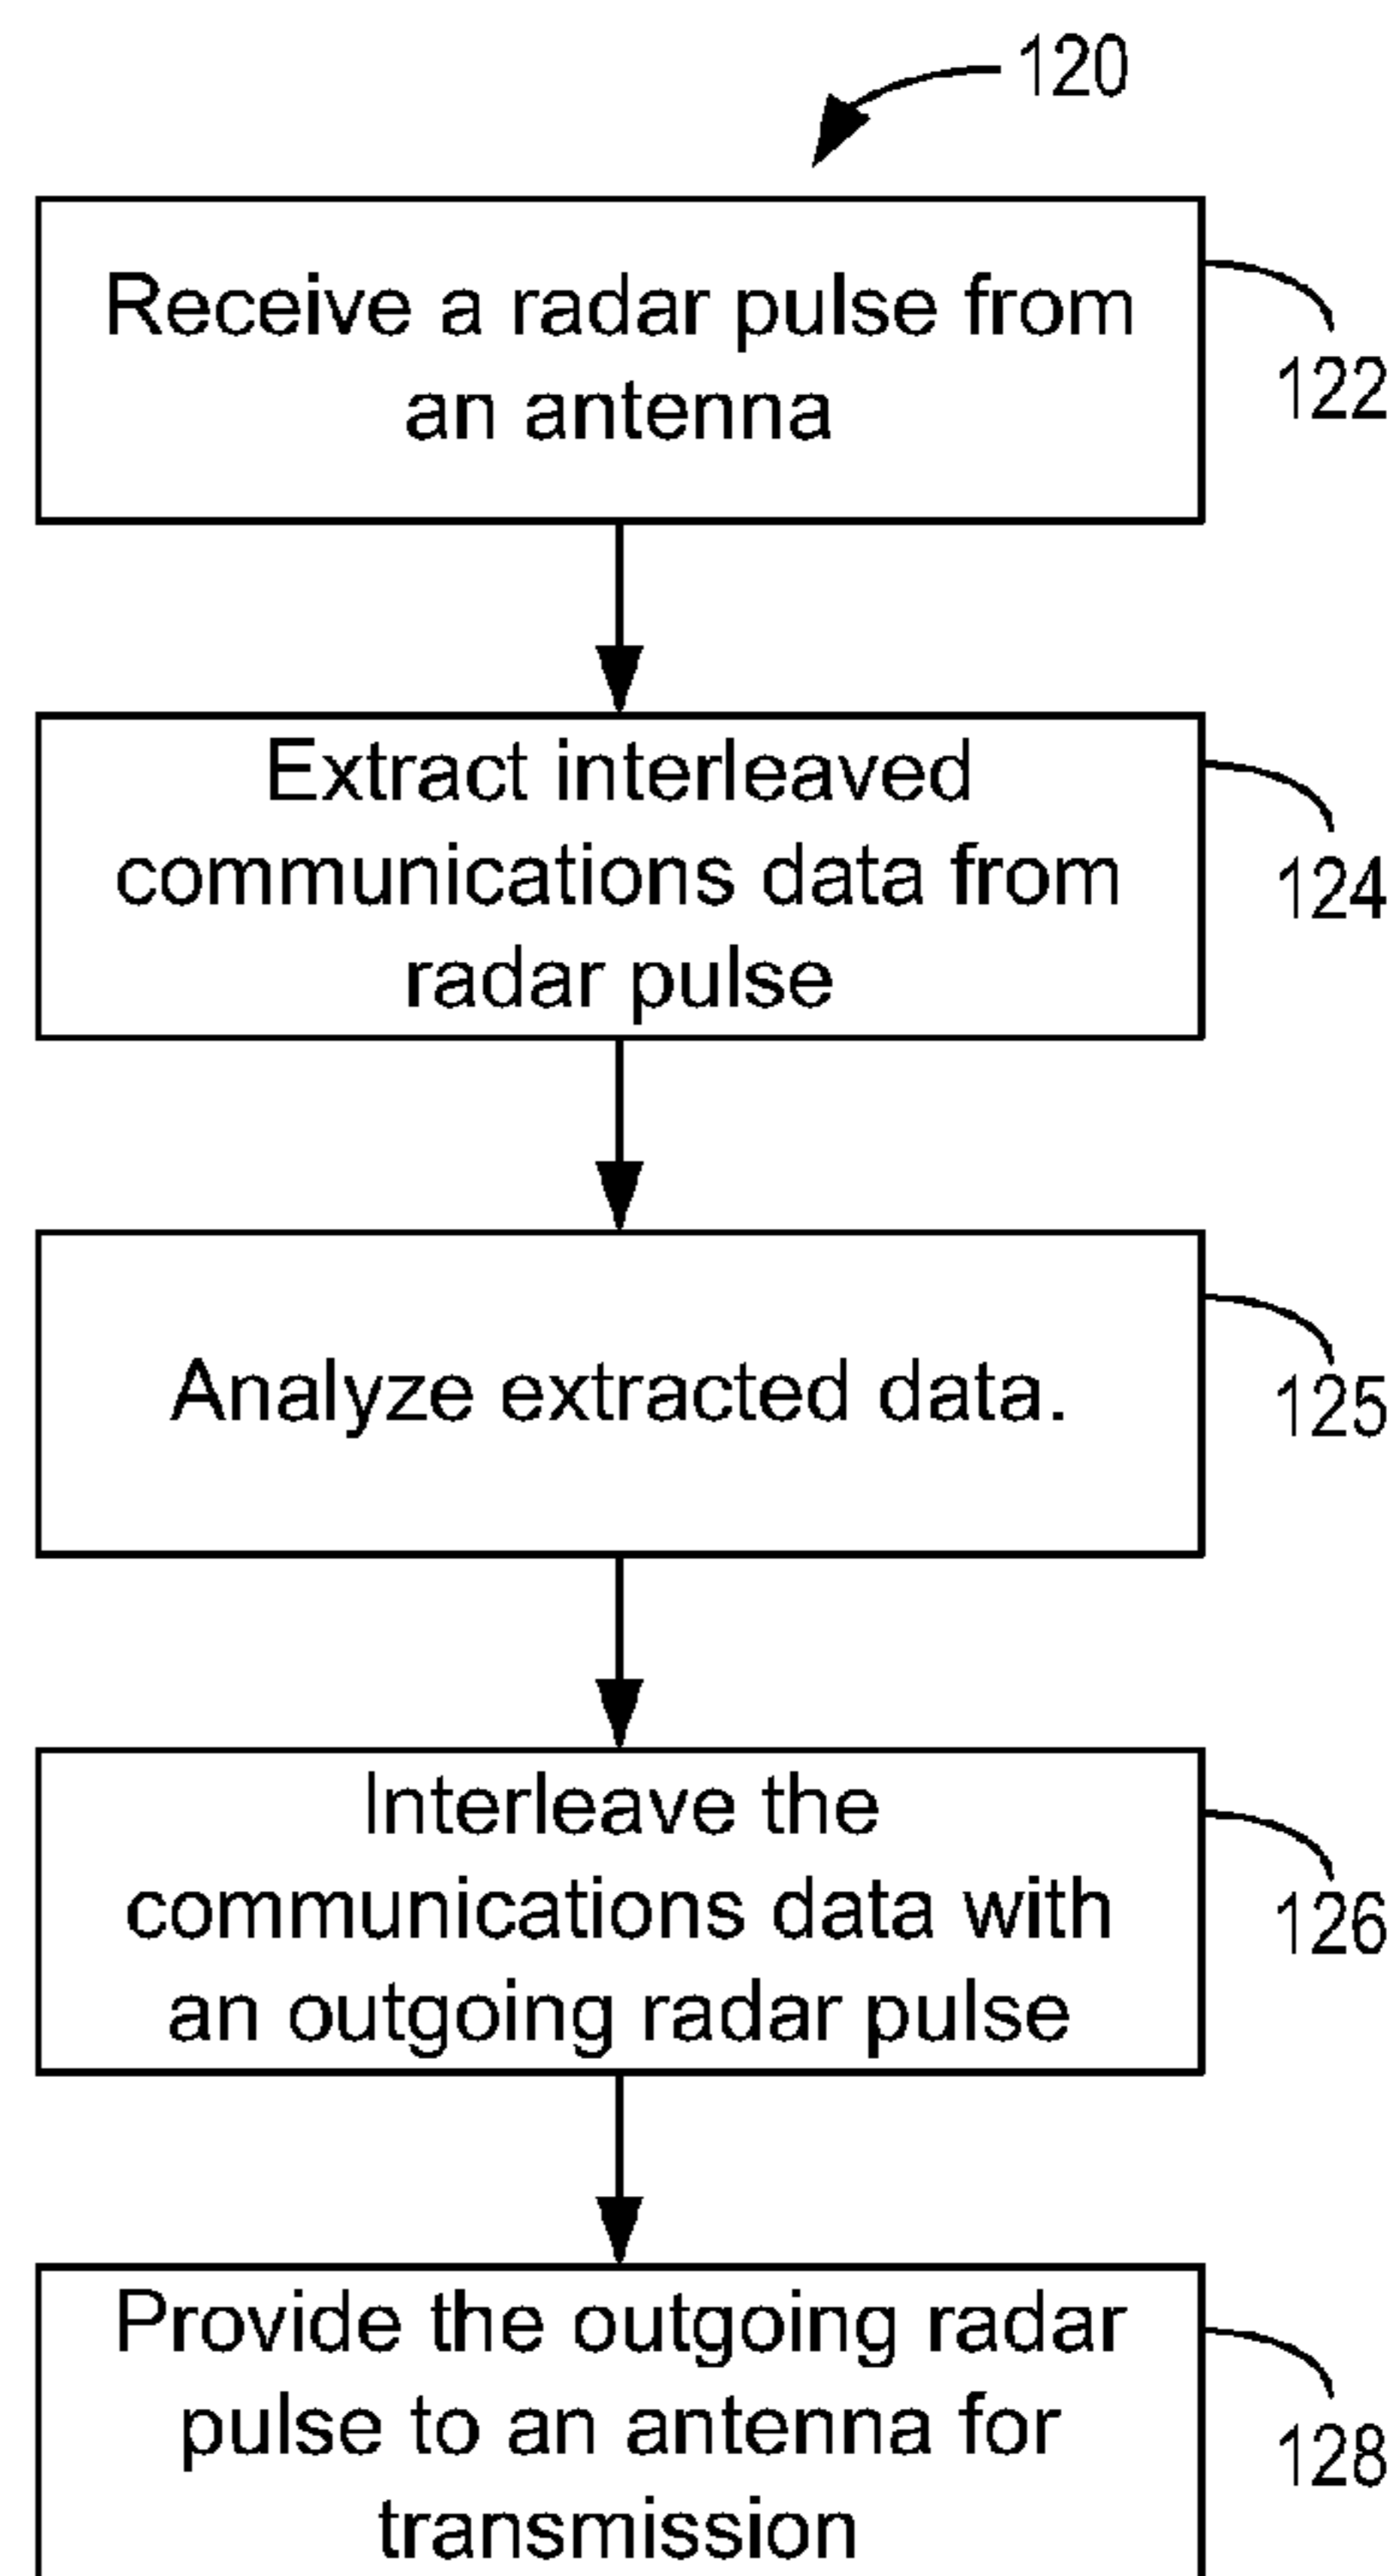 120
Receive a radar pulse from
an antenna
122
Extract interleaved
communications data from
radar pulse
124
Analyze extracted data.
125
Interleave the
communications data with
an outgoing radar pulse
126
Provide the outgoing radar
pulse to an antenna for
transmission
128